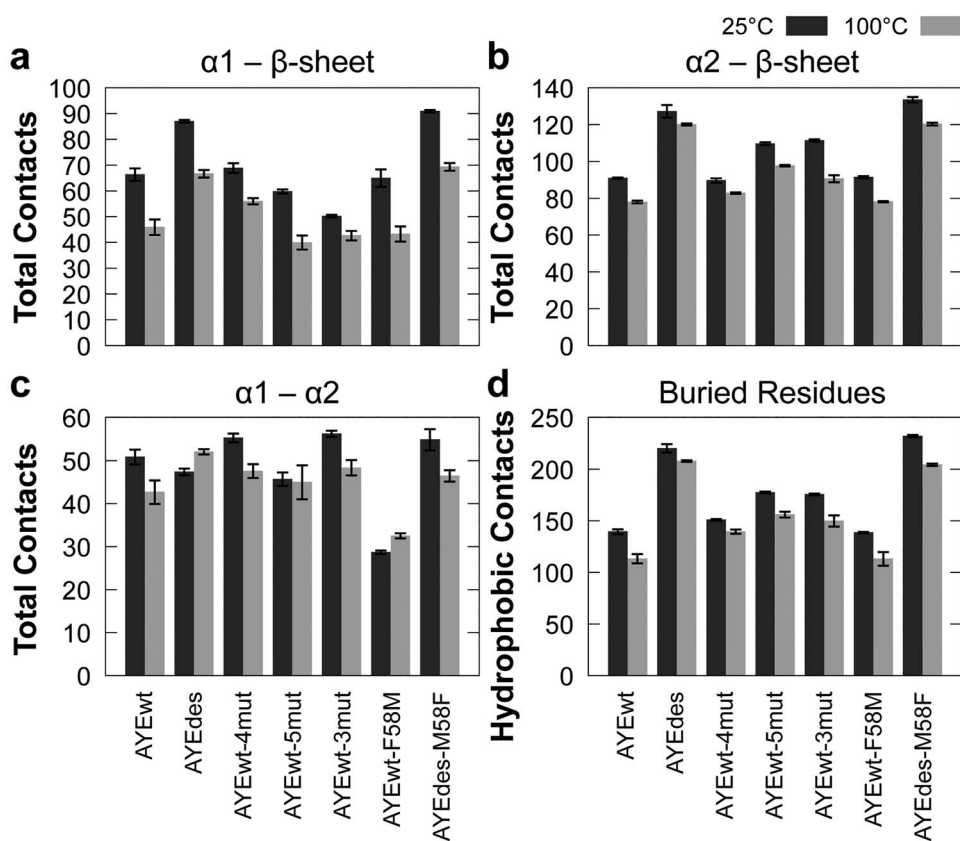 25°C 100°C
a α1 – β-sheet
Total Contacts
100
90
80
70
60
50
40
30
20
10
0
b α2 – β-sheet
Total Contacts
140
120
100
80
60
40
20
0
c α1 – α2
Total Contacts
60
50
40
30
20
10
0
AYEwt
AYEdes
AYEwt-4mut
AYEwt-5mut
AYEwt-3mut
AYEwt-F58M
AYEdes-M58F
d Buried Residues
Hydrophobic Contacts
250
200
150
100
50
0
AYEwt
AYEdes
AYEwt-4mut
AYEwt-5mut
AYEwt-3mut
AYEwt-F58M
AYEdes-M58F